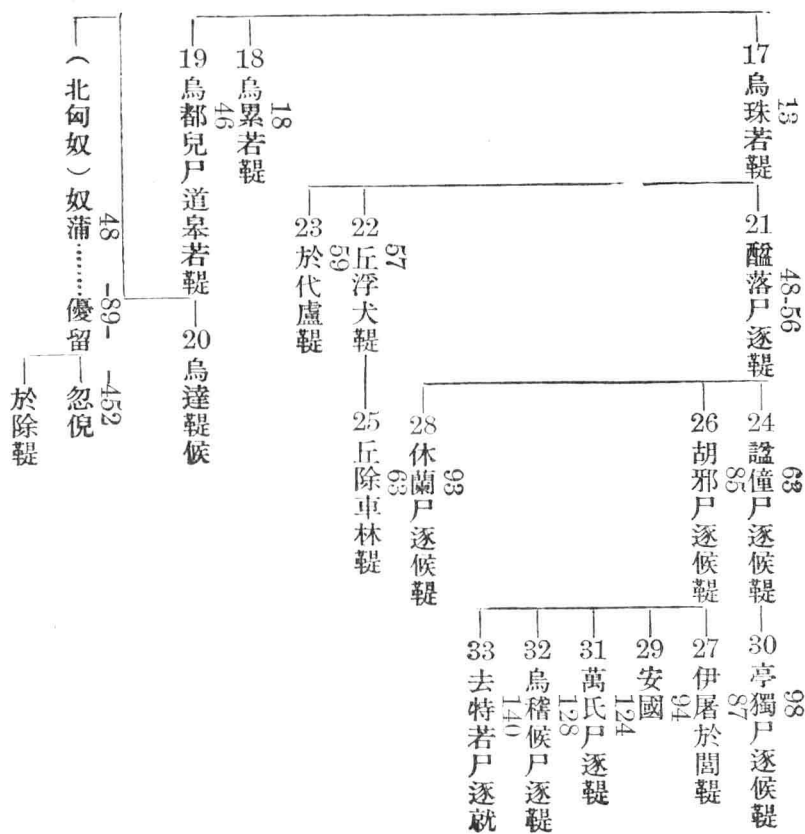 17 烏珠若鞮 13
18 烏累若鞮 18
19 烏都兒尸道皋若鞮 46
(北匈奴)奴蒲………優留 48 -89-
忽倪 -452
於除鞮
20 烏達鞮候
21 醢落尸逐鞮 48-56
22 丘浮犬鞮 57
23 於代盧鞮 59
24 諡僮尸逐候鞮 63
26 胡邪尸逐候鞮 85
28 休蘭尸逐候鞮 93
25 丘除車林鞮 63
30 亭獨尸逐候鞮 98
27 伊屠於閭鞮 87
29 安國 94
31 萬氏尸逐鞮 124
32 烏稽候尸逐鞮 128
33 去特若尸逐就 140